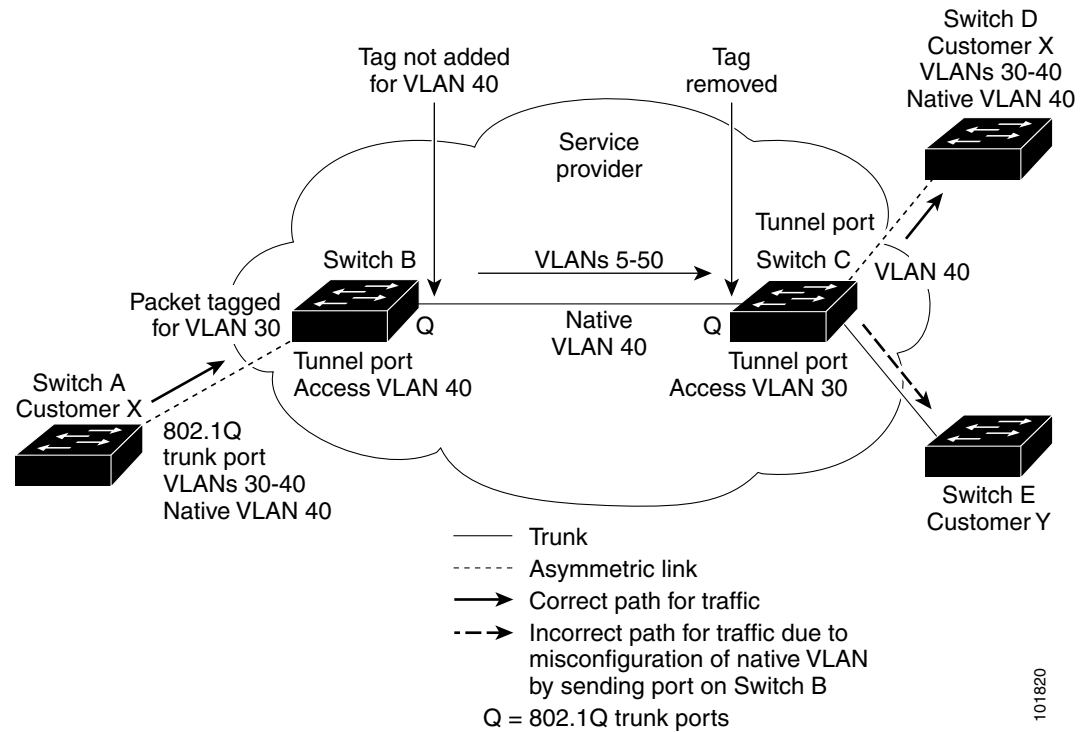 Tag not added
for VLAN 40
Tag
removed
Switch D
Customer X
VLANs 30-40
Native VLAN 40
Service
provider
Tunnel port
Switch B
VLANs 5-50
Switch C
VLAN 40
Packet tagged
for VLAN 30
Q
Native
VLAN 40
Q
Tunnel port
Access VLAN 40
Tunnel port
Access VLAN 30
Switch A
Customer X
802.1Q
trunk port
VLANs 30-40
Native VLAN 40
Switch E
Customer Y
Trunk
Asymmetric link
Correct path for traffic
Incorrect path for traffic due to
misconfiguration of native VLAN
by sending port on Switch B
Q = 802.1Q trunk ports
101820